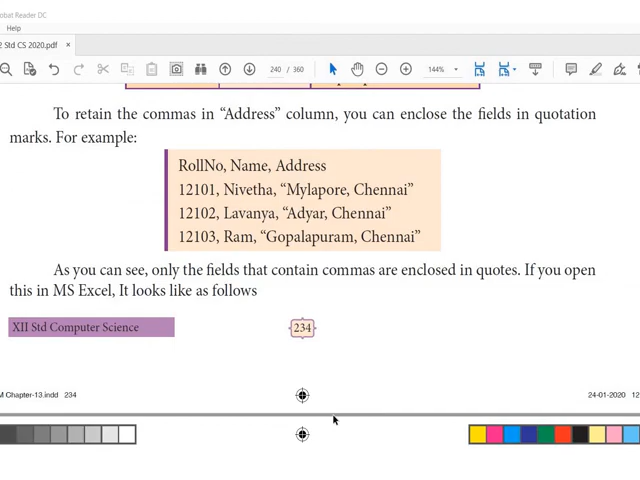 obat Reader DC
Help
2 Std CS 2020.pdf ×
240 / 360 144%
To retain the commas in “Address” column, you can enclose the fields in quotation
marks. For example:
RollNo, Name, Address
12101, Nivetha, “Mylapore, Chennai”
12102, Lavanya, “Adyar, Chennai”
12103, Ram, “Gopalapuram, Chennai”
As you can see, only the fields that contain commas are enclosed in quotes. If you open
this in MS Excel, It looks like as follows
XII Std Computer Science 234
M Chapter-13.indd 234 24-01-2020 12